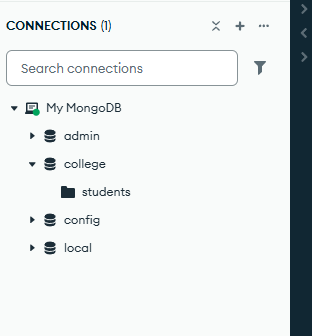 CONNECTIONS (1)
Search connections
My MongoDB
admin
college
students
config
local